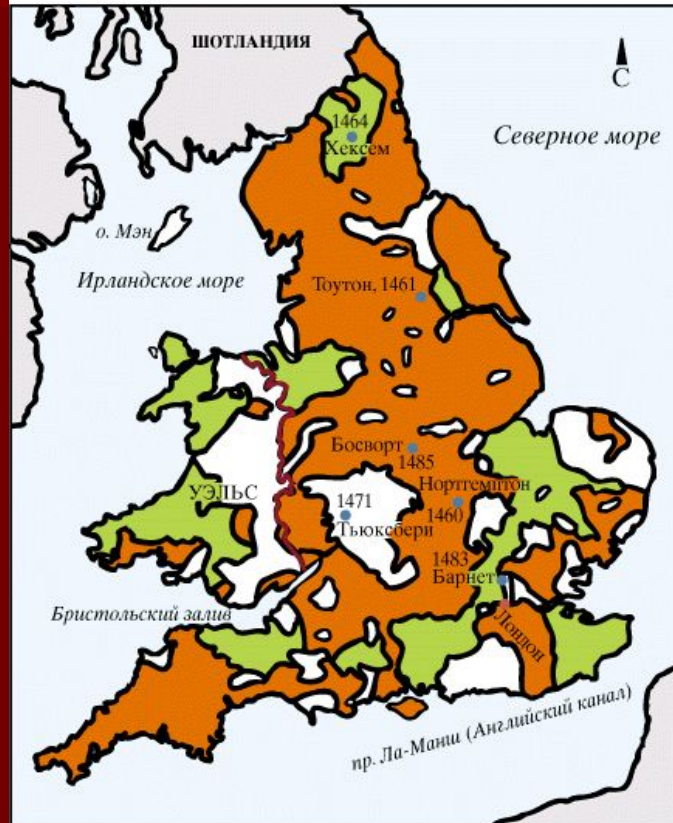 ШОТЛАНДИЯ
С
1464
Хексем
Северное море
о. Мэн
Ирландское море
Тоутон, 1461
Босворт
1485
Нортгемптон
1460
УЭЛЬС
1471
Тьюксбери
1483
Барнет
Лондон
Бристольский залив
пр. Ла-Манш (Английский канал)